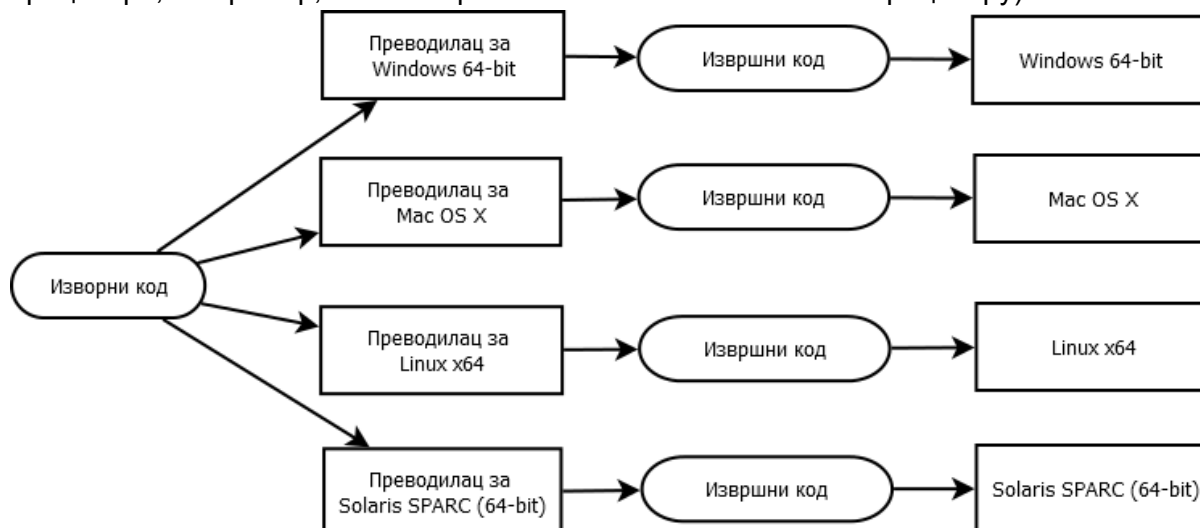 Преводилац за
Windows 64-bit
Извршни код
Windows 64-bit
Преводилац за
Mac OS X
Извршни код
Mac OS X
Изворни код
Преводилац за
Linux x64
Извршни код
Linux x64
Преводилац за
Solaris SPARC (64-bit)
Извршни код
Solaris SPARC (64-bit)